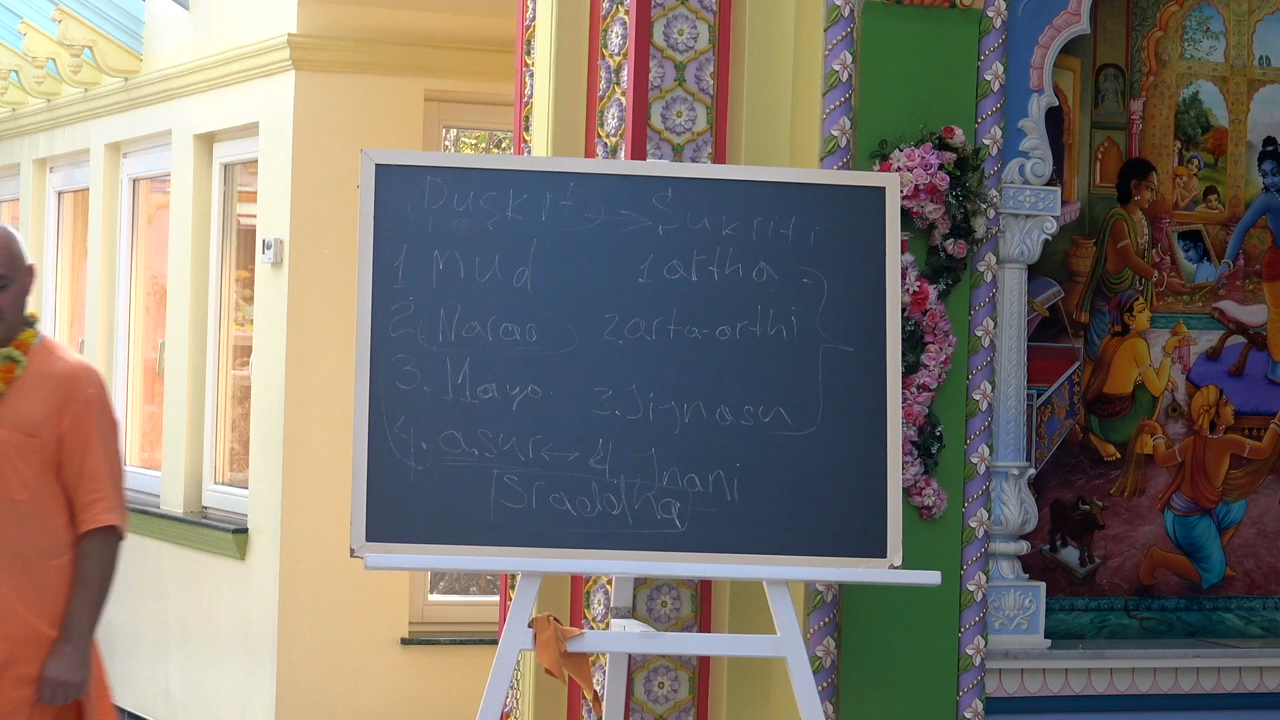 Duskrt Sukriti
1 mud 1 artha
2. Narao 2. arta-orthi
3. Mayo. 3. Jijnasu
4. asur ↔ 4. Jnani
Sraddha